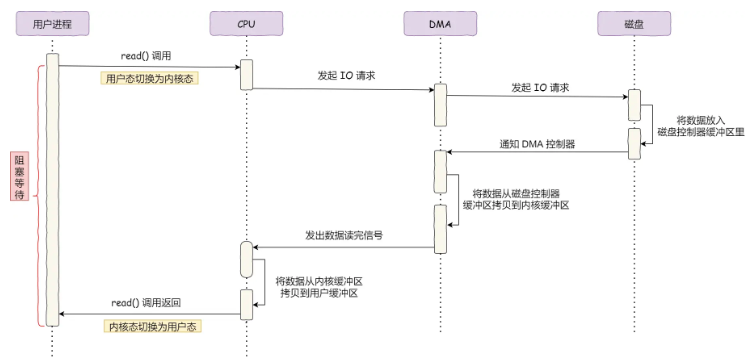 用户进程
CPU
DMA
磁盘
read() 调用
用户态切换为内核态
发起 IO 请求
发起 IO 请求
将数据放入
磁盘控制器缓冲区里
通知 DMA 控制器
阻塞等待
将数据从磁盘控制器
缓冲区拷贝到内核缓冲区
发出数据读完信号
将数据从内核缓冲区
拷贝到用户缓冲区
read() 调用返回
内核态切换为用户态